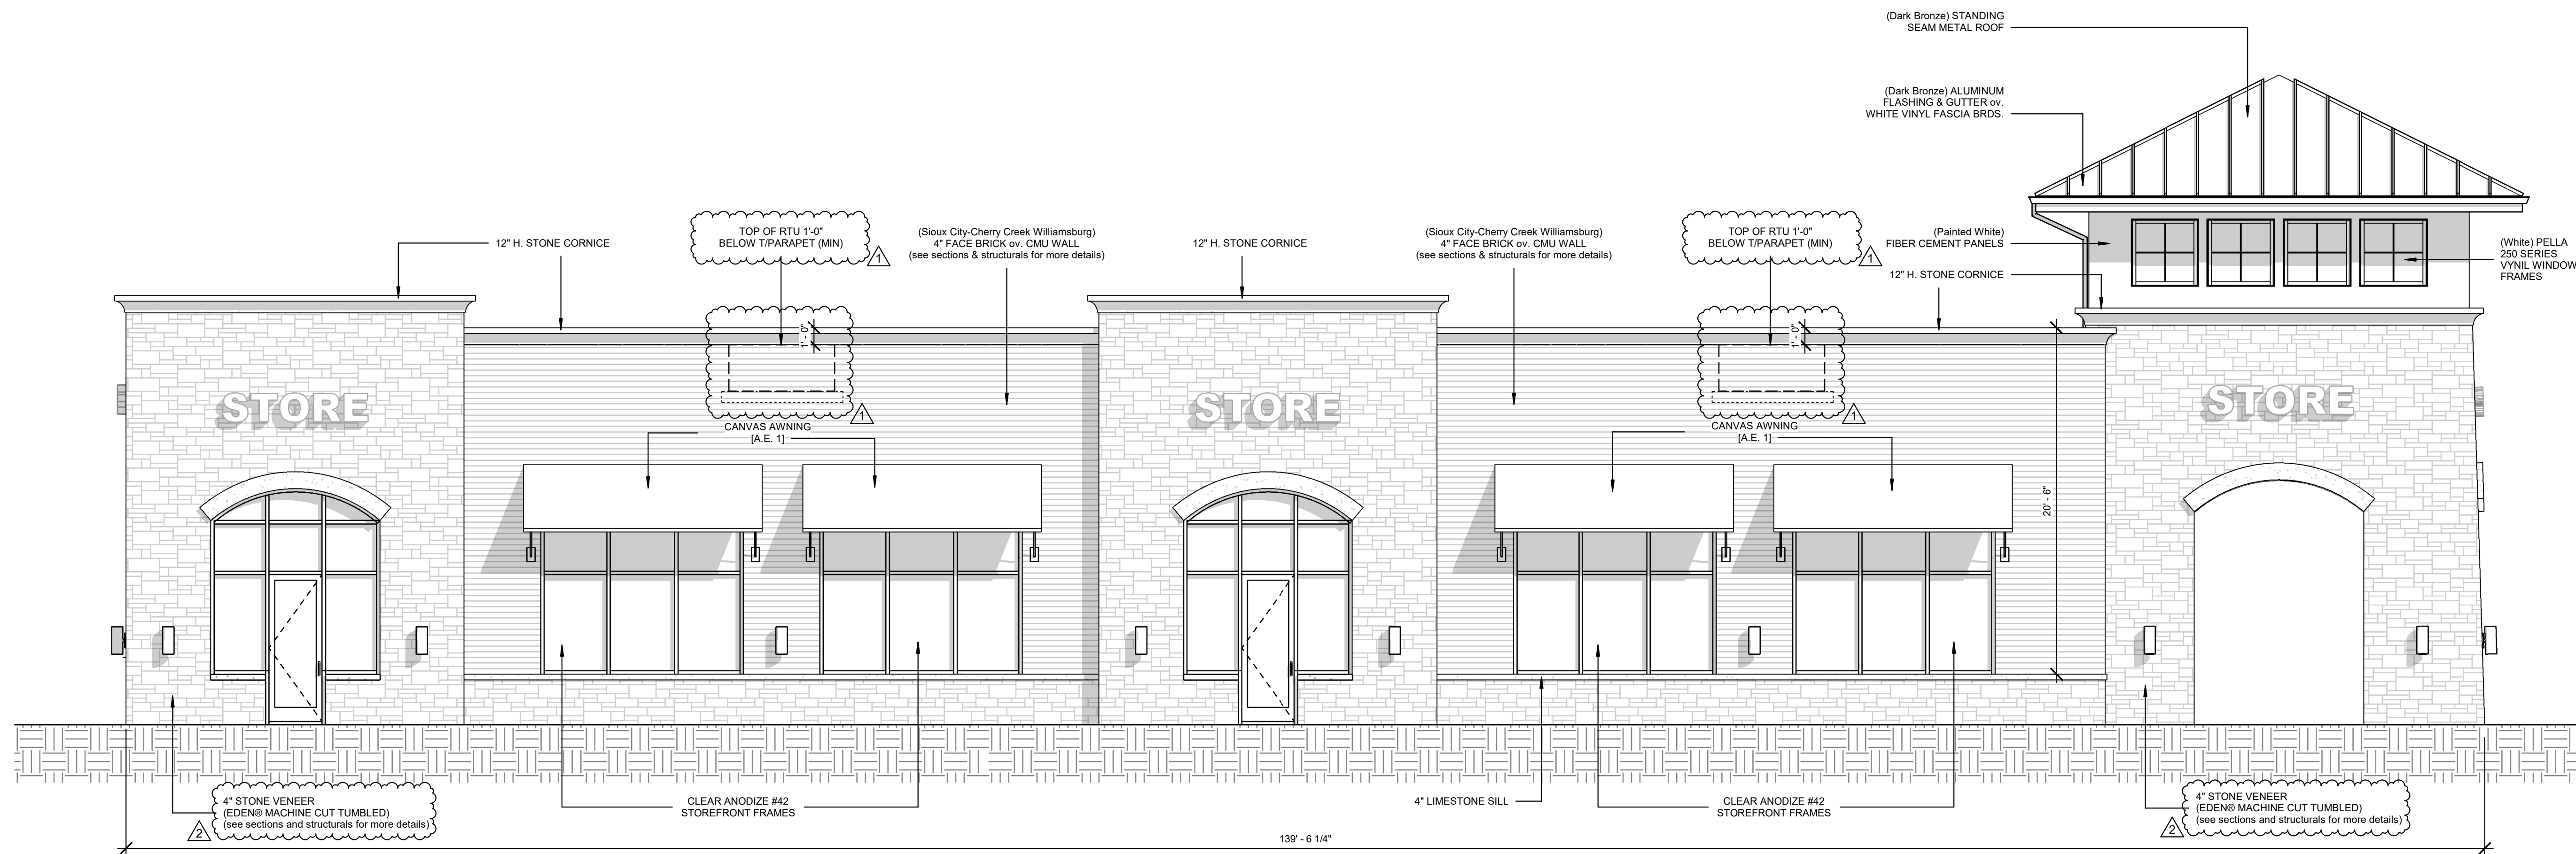 (Dark Bronze) STANDING
SEAM METAL ROOF
(Dark Bronze) ALUMINUM
FLASHING & GUTTER ov.
WHITE VINYL FASCIA BRDS.
12" H. STONE CORNICE
TOP OF RTU 1'-0"
BELOW T/PARAPET (MIN)
1
(Sioux City-Cherry Creek Williamsburg)
4" FACE BRICK ov. CMU WALL
(see sections & structurals for more details)
12" H. STONE CORNICE
(Sioux City-Cherry Creek Williamsburg)
4" FACE BRICK ov. CMU WALL
(see sections & structurals for more details)
TOP OF RTU 1'-0"
BELOW T/PARAPET (MIN)
1
(Painted White)
FIBER CEMENT PANELS
12" H. STONE CORNICE
(White) PELLA
250 SERIES
VYNIL WINDOW
FRAMES
1' - 0"
1' - 0"
1
1
STORE
STORE
STORE
CANVAS AWNING
[A.E. 1]
CANVAS AWNING
[A.E. 1]
20' - 6"
4" STONE VENEER
(EDEN® MACHINE CUT TUMBLED)
(see sections and structurals for more details)
2
CLEAR ANODIZE #42
STOREFRONT FRAMES
4" LIMESTONE SILL
CLEAR ANODIZE #42
STOREFRONT FRAMES
4" STONE VENEER
(EDEN® MACHINE CUT TUMBLED)
(see sections and structurals for more details)
2
139' - 6 1/4"